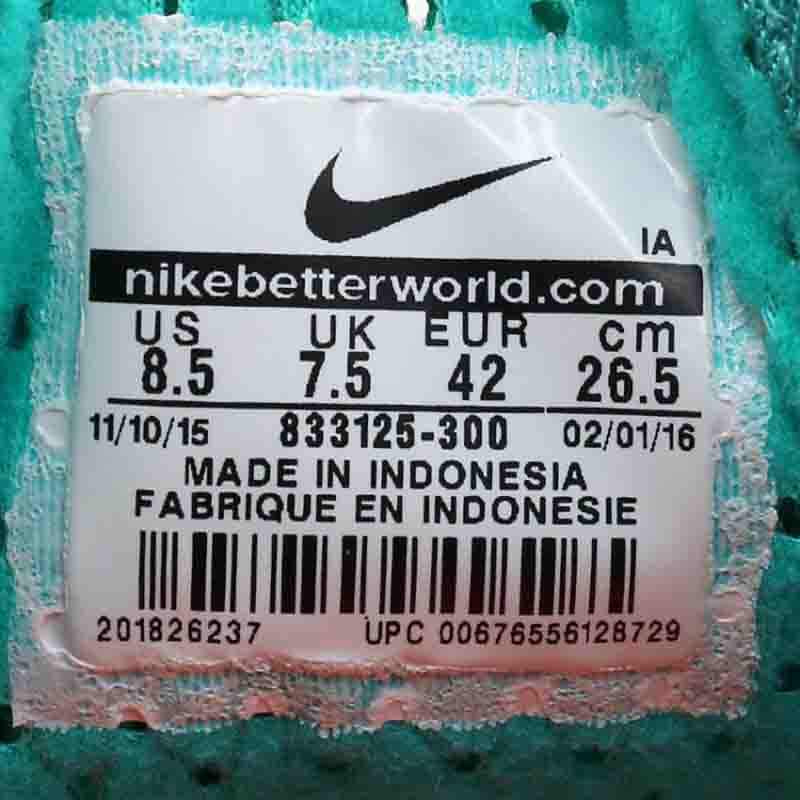 IA
nikebetterworld.com
US UK EUR cm
8.5 7.5 42 26.5
11/10/15 833125-300 02/01/16
MADE IN INDONESIA
FABRIQUE EN INDONESIE
201826237 UPC 00676556128729